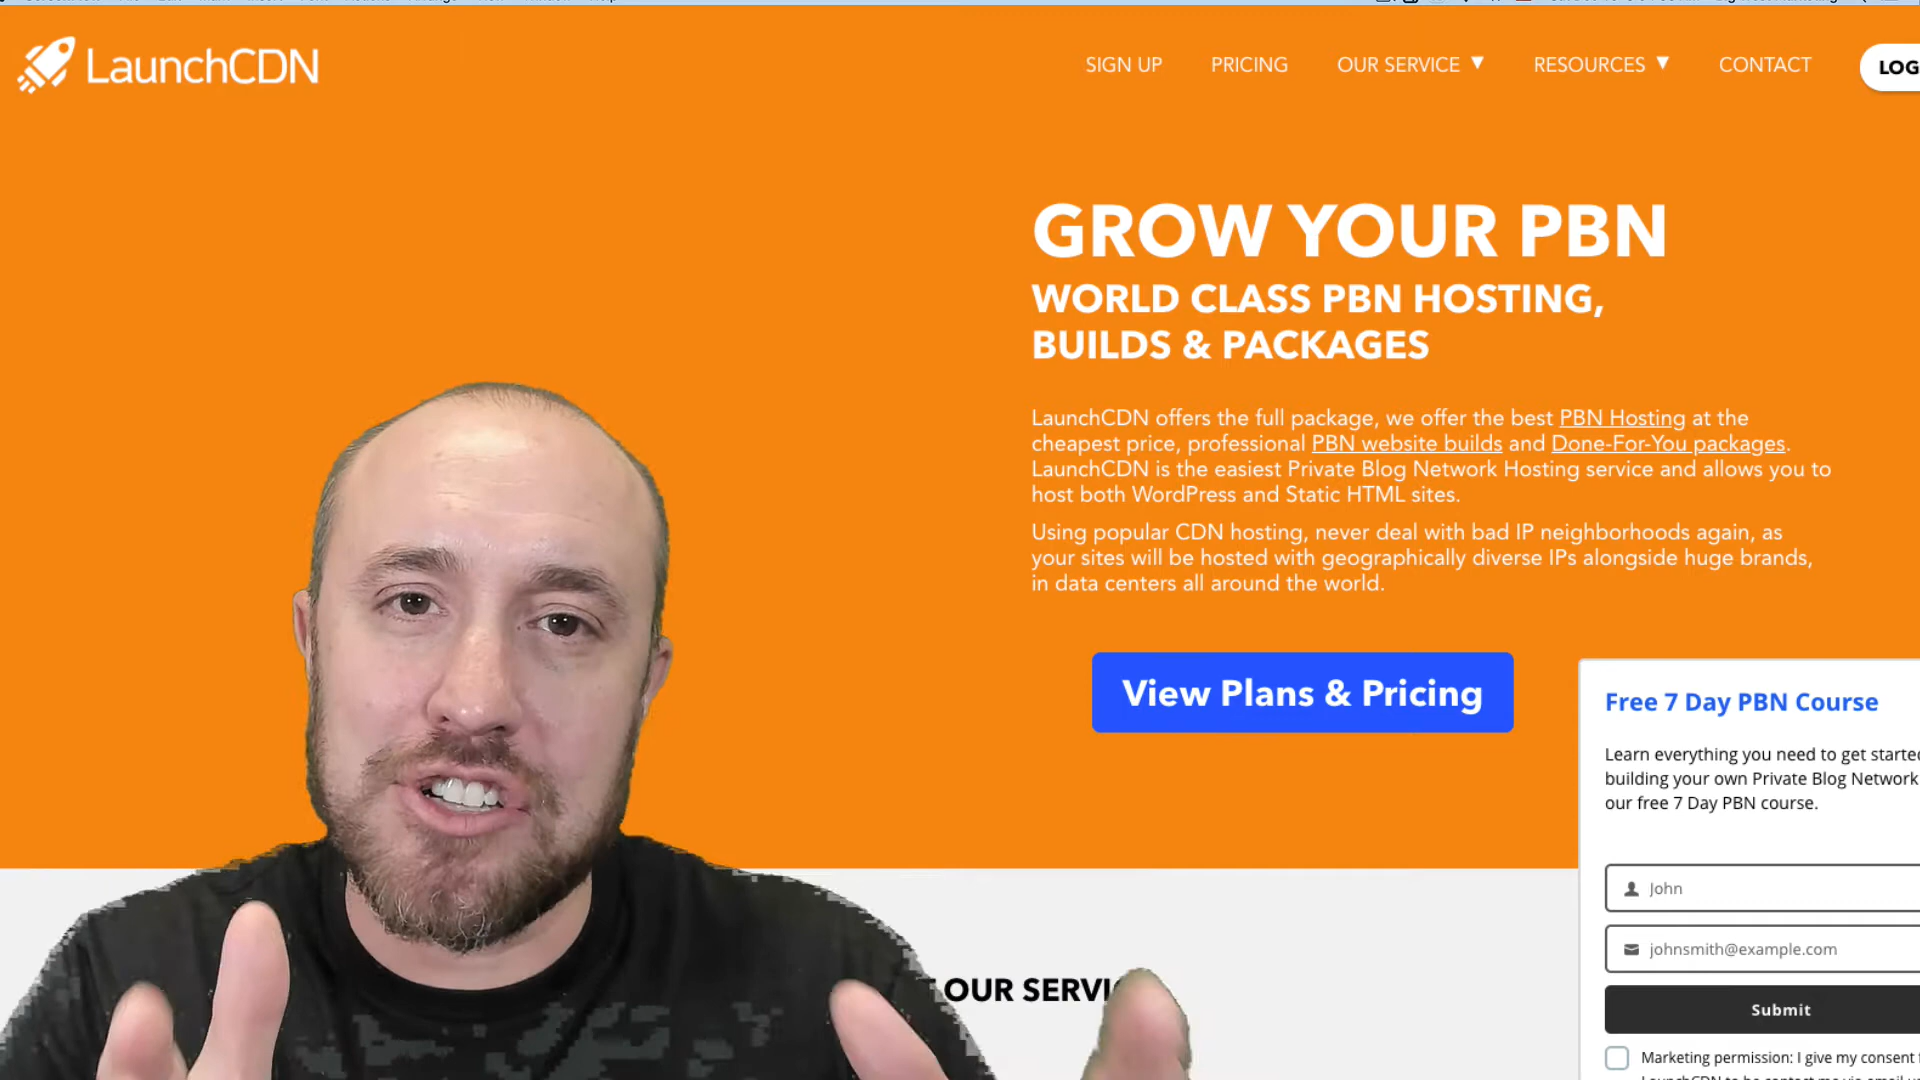 LaunchCDN
SIGN UP
PRICING
OUR SERVICE ▼
RESOURCES ▼
CONTACT
LOG
GROW YOUR PBN
WORLD CLASS PBN HOSTING,
BUILDS & PACKAGES
LaunchCDN offers the full package, we offer the best PBN Hosting at the
cheapest price, professional PBN website builds and Done-For-You packages.
LaunchCDN is the easiest Private Blog Network Hosting service and allows you to
host both WordPress and Static HTML sites.
Using popular CDN hosting, never deal with bad IP neighborhoods again, as
your sites will be hosted with geographically diverse IPs alongside huge brands,
in data centers all around the world.
View Plans & Pricing
Free 7 Day PBN Course
Learn everything you need to get started
building your own Private Blog Network
our free 7 Day PBN course.
John
johnsmith@example.com
Submit
Marketing permission: I give my consent
OUR SERVI